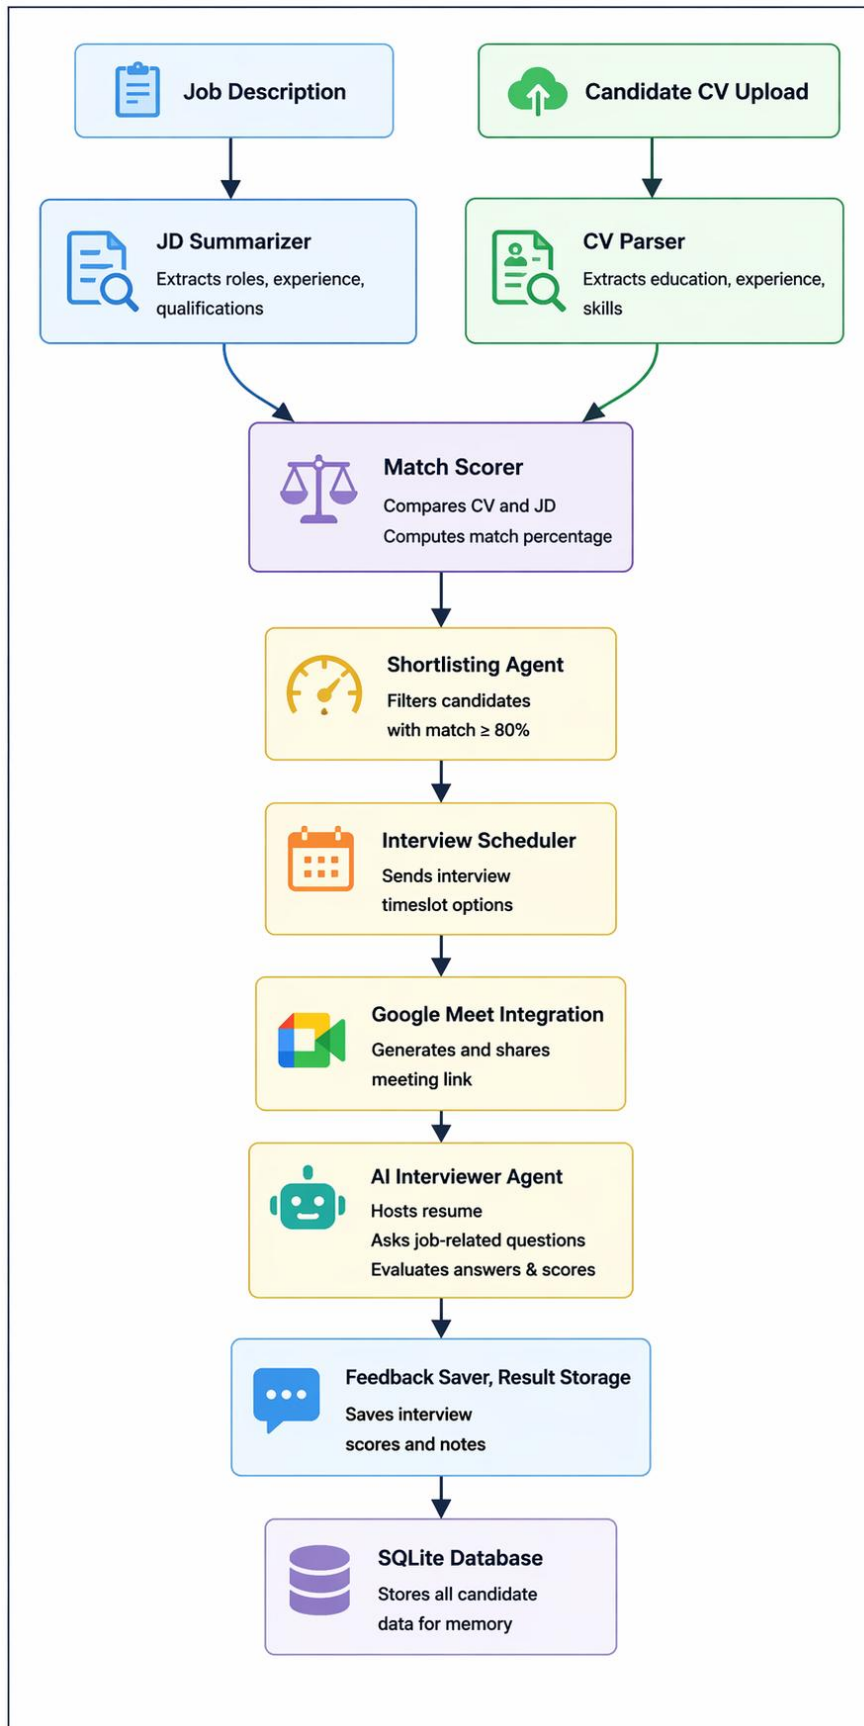 Job Description
Candidate CV Upload
JD Summarizer
Extracts roles, experience,
qualifications
CV Parser
Extracts education, experience,
skills
Match Scorer
Compares CV and JD
Computes match percentage
Shortlisting Agent
Filters candidates
with match ≥ 80%
Interview Scheduler
Sends interview
timeslot options
Google Meet Integration
Generates and shares
meeting link
AI Interviewer Agent
Hosts resume
Asks job-related questions
Evaluates answers & scores
Feedback Saver, Result Storage
Saves interview
scores and notes
SQLite Database
Stores all candidate
data for memory